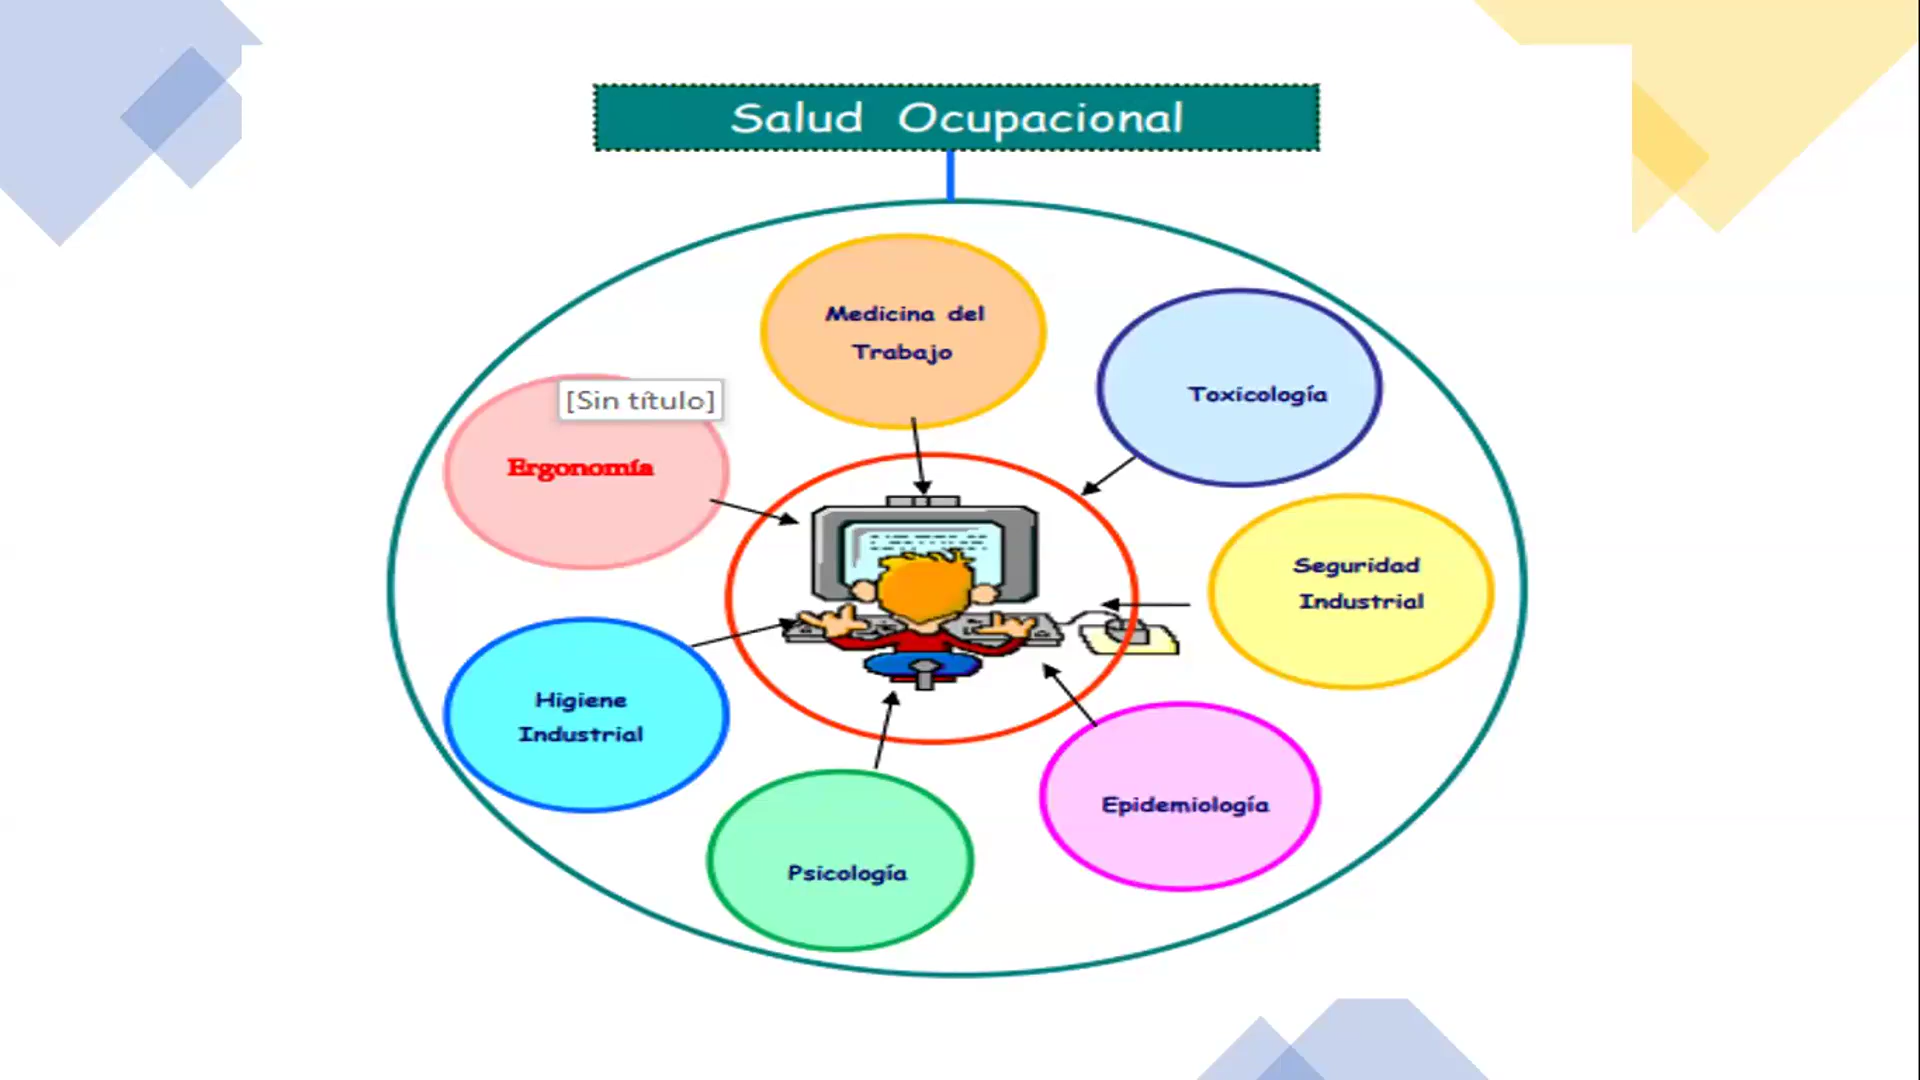 Salud Ocupacional
Medicina del
Trabajo
Toxicología
[Sin título]
Ergonomía
Seguridad
Industrial
Higiene
Industrial
Epidemiología
Psicología